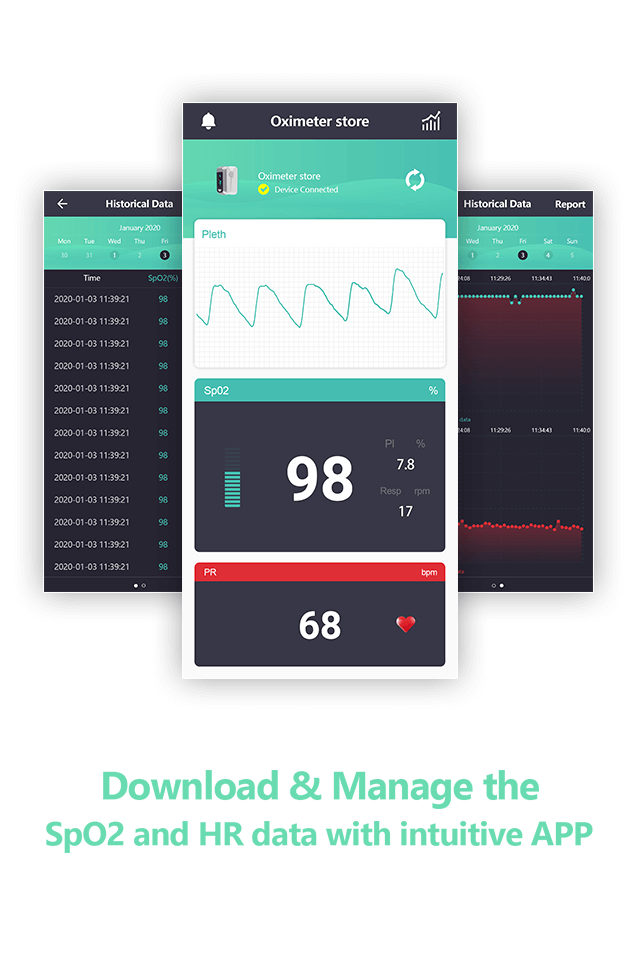 Oximeter store
Oximeter store
Device Connected
Pleth
SpO2 %
98
PI %
7.8
Resp rpm
17
PR bpm
68
Historical Data
January 2020
Mon Tue Wed Thu Fri
30 31 1 2 3
Time SpO2(%)
2020-01-03 11:39:21 98
2020-01-03 11:39:21 98
2020-01-03 11:39:21 98
2020-01-03 11:39:21 98
2020-01-03 11:39:21 98
2020-01-03 11:39:21 98
2020-01-03 11:39:21 98
2020-01-03 11:39:21 98
2020-01-03 11:39:21 98
2020-01-03 11:39:21 98
2020-01-03 11:39:21 98
2020-01-03 11:39:21 98
2020-01-03 11:39:21 98
Historical Data Report
January 2020
Wed Thu Fri Sat Sun
1 2 3 4 5
24:08 11:29:26 11:34:43 11:40:0
data
24:08 11:29:26 11:34:43 11:40:
Download & Manage the
SpO2 and HR data with intuitive APP